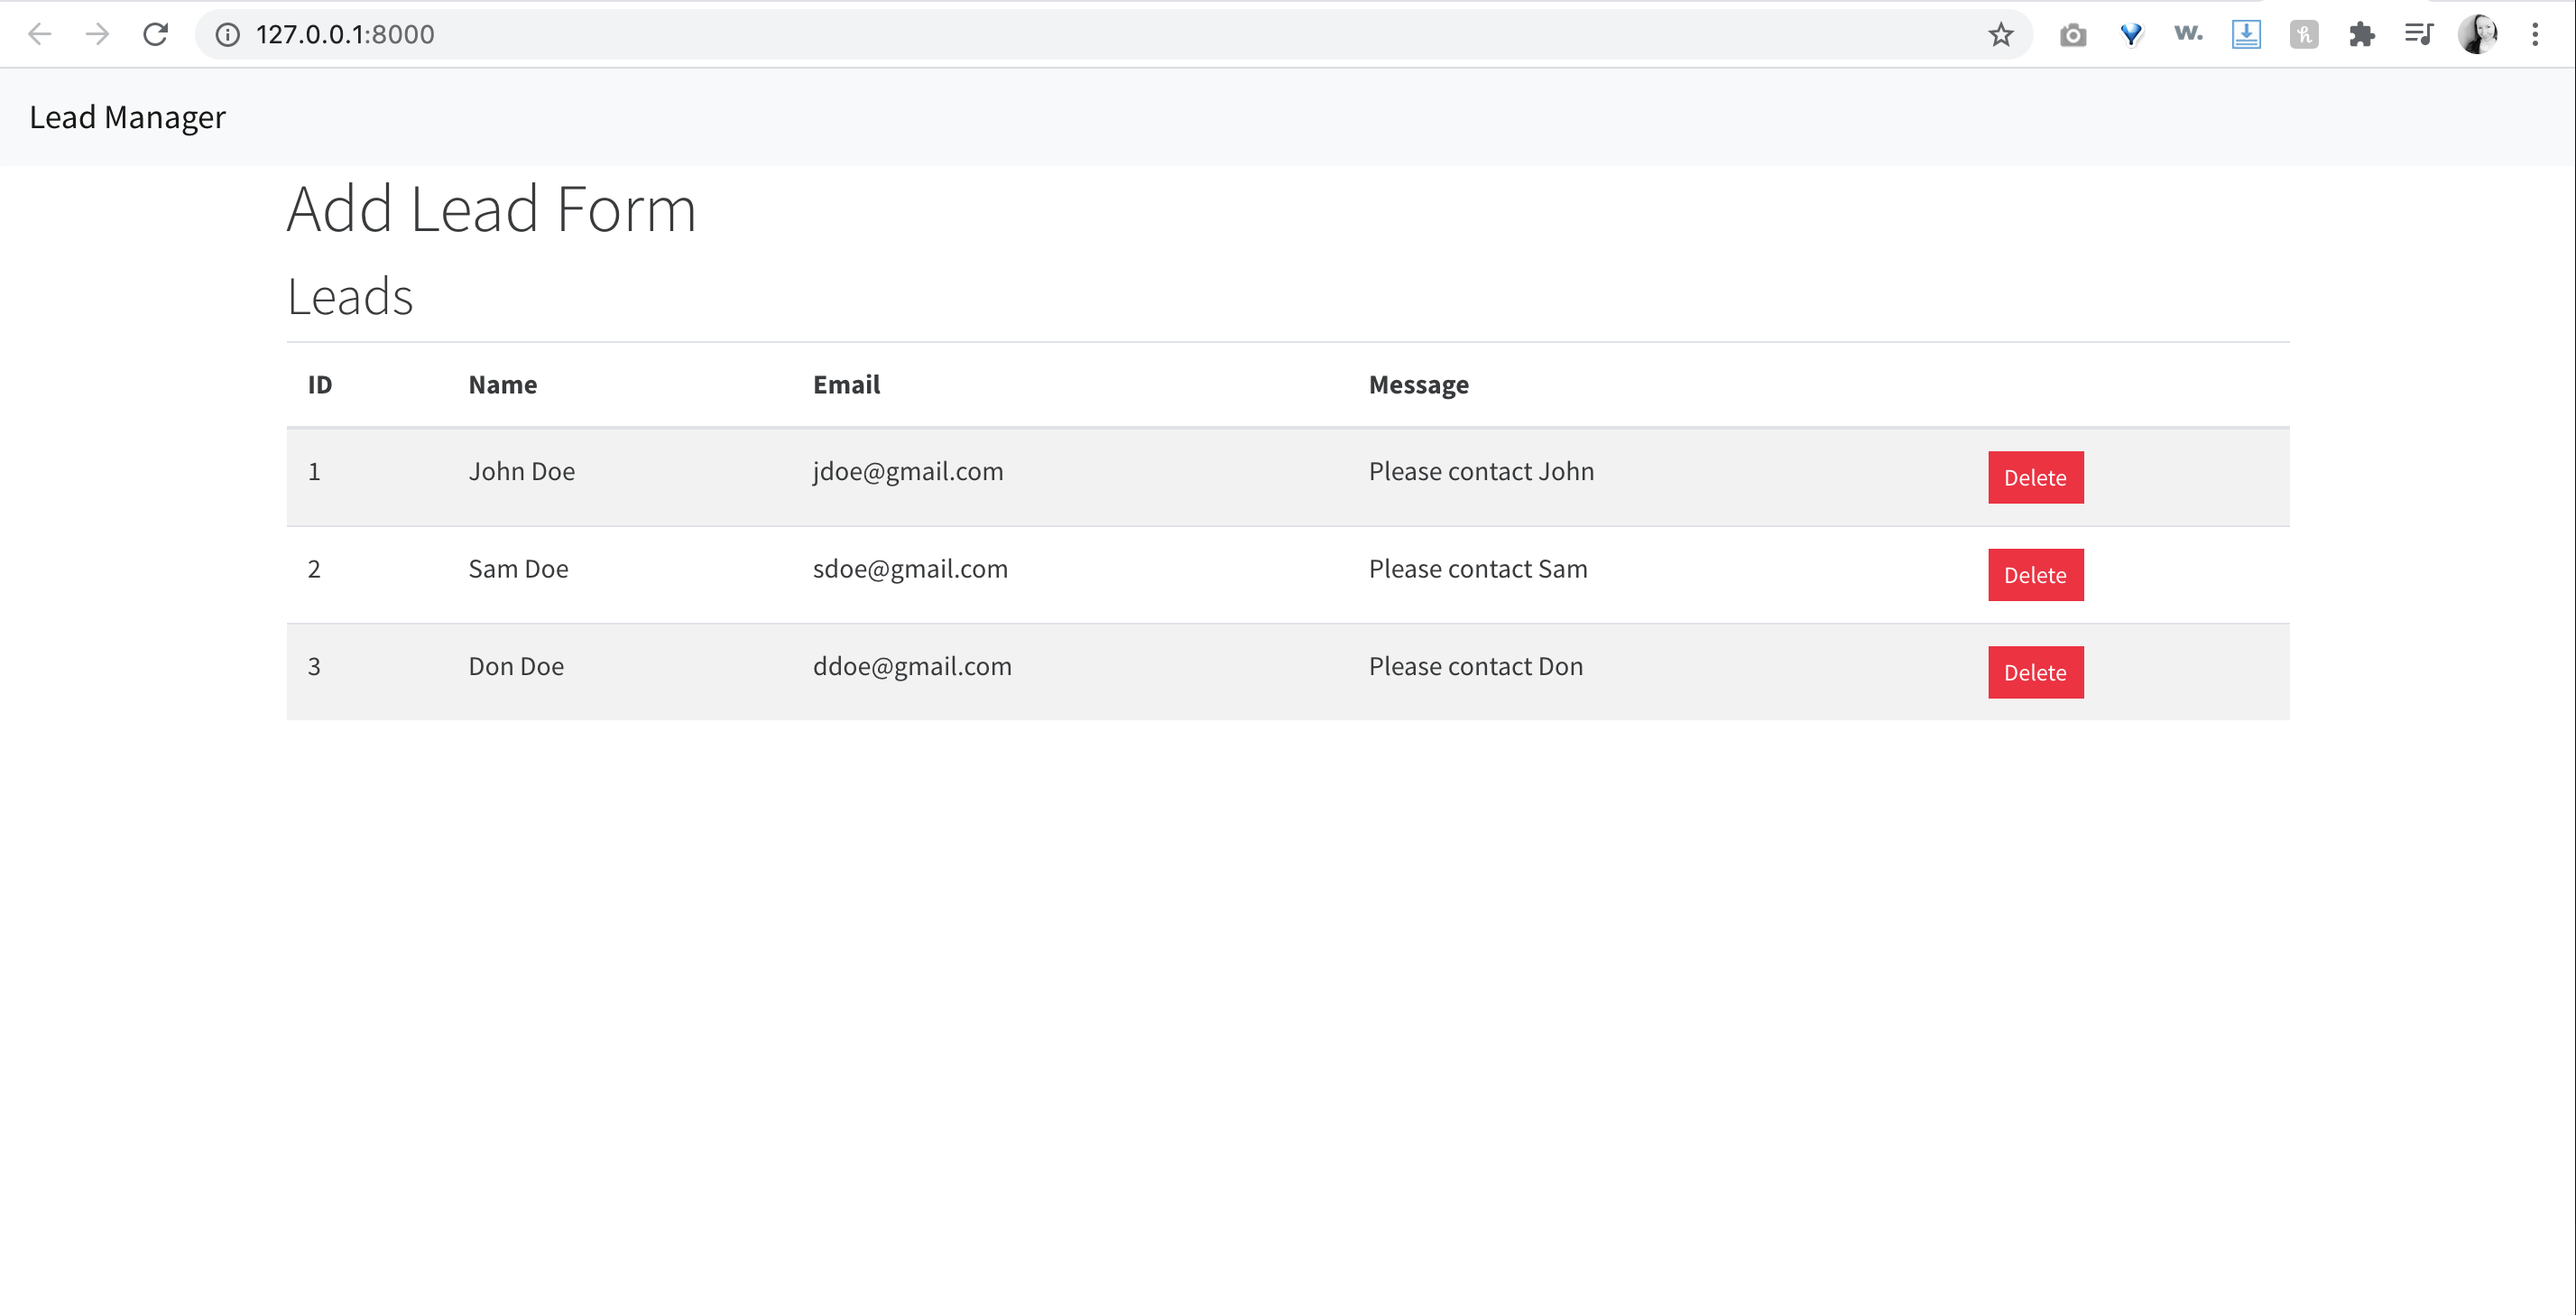 127.0.0.1:8000
w.
Lead Manager
Add Lead Form
Leads
ID Name Email Message
1 John Doe jdoe@gmail.com Please contact John Delete
2 Sam Doe sdoe@gmail.com Please contact Sam Delete
3 Don Doe ddoe@gmail.com Please contact Don Delete